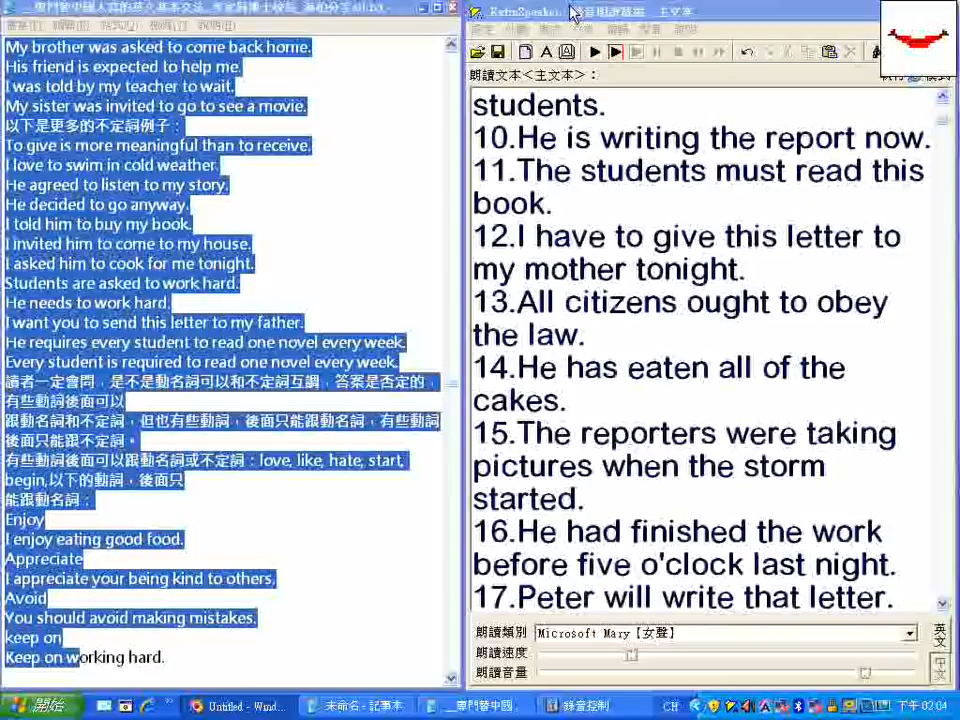 My brother was asked to come back home.
His friend is expected to help me.
I was told by my teacher to wait.
My sister was invited to go to see a movie.
以下是更多的不定詞例子：
To give is more meaningful than to receive.
I love to swim in cold weather.
He agreed to listen to my story.
He decided to go anyway.
I told him to buy my book.
I invited him to come to my house.
I asked him to cook for me tonight.
Students are asked to work hard.
He needs to work hard.
I want you to send this letter to my father.
He requires every student to read one novel every week.
Every student is required to read one novel every week.
讀者一定會問，是不是動名詞可以和不定詞互調，答案是否定的，
有些動詞後面可以
跟動名詞和不定詞，但也有些動詞，後面只能跟動名詞，有些動詞
後面只能跟不定詞。
有些動詞後面可以跟動名詞或不定詞：love, like, hate, start,
begin,以下的動詞，後面只
能跟動名詞：
Enjoy
I enjoy eating good food.
Appreciate
I appreciate your being kind to others.
Avoid
You should avoid making mistakes.
keep on
Keep on working hard.
朗讀文本<主文本>：
students.
10.He is writing the report now.
11.The students must read this
book.
12.I have to give this letter to
my mother tonight.
13.All citizens ought to obey
the law.
14.He has eaten all of the
cakes.
15.The reporters were taking
pictures when the storm
started.
16.He had finished the work
before five o'clock last night.
17.Peter will write that letter.
朗讀類別 Microsoft Mary【女聲】
朗讀速度
朗讀音量
英文
中文
開始
Untitled - Wind...
未命名 - 記事本
__專門替中國...
錄音控制
CH
下午 02:04